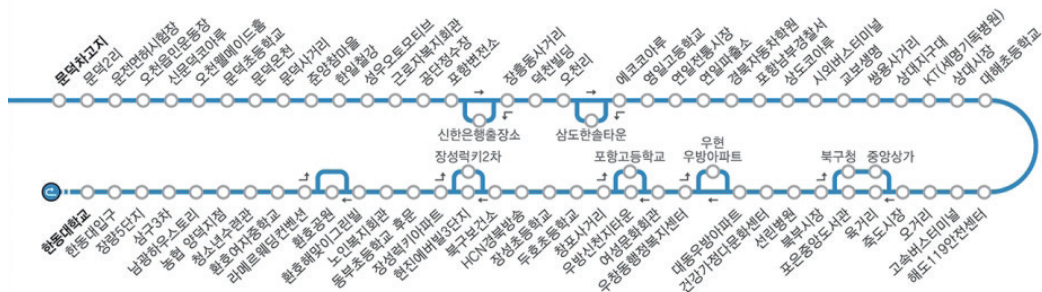 문덕차고지
문덕2리
운전면허시험장
오천읍민운동장
신문덕코아루
오천웰메이드홈
문덕초등학교
문덕온천
문덕사거리
중앙침마을
한일철강
성우오토모티브
근로자복지회관
공단정수장
포항변전소
장흥동사거리
덕천빌딩
오천리
에코코아루
영일고등학교
연일전통시장
연일파출소
경북자동차학원
포항남부경찰서
상도코아루
시외버스터미널
교보생명
쌍용사거리
상대지구대
KT(세명기독병원)
상대시장
대해초등학교
신한은행출장소
삼도한솔타운
장성럭키2차
포항고등학교
우현
우방아파트
북구청
중앙상가
한동대학교
한동대입구
장량5단지
삼구3차
남광하우스토리
농협 양덕지점
청소년수련관
환호여자중학교
라메르웨딩컨벤션
환호공원
환호해맞이그린빌
노인복지회관
동부초등학교 후문
장성럭키아파트
현진에버빌3단지
북구보건소
HCN경북방송
장성초등학교
두호초등학교
창포사거리
우방신천지타운
여성문화회관
우창동행정복지센터
대동우방아파트
건강가정다문화센터
선린병원
북부시장
포은중앙도서관
육거리
죽도시장
오거리
고속버스터미널
해도119안전센터